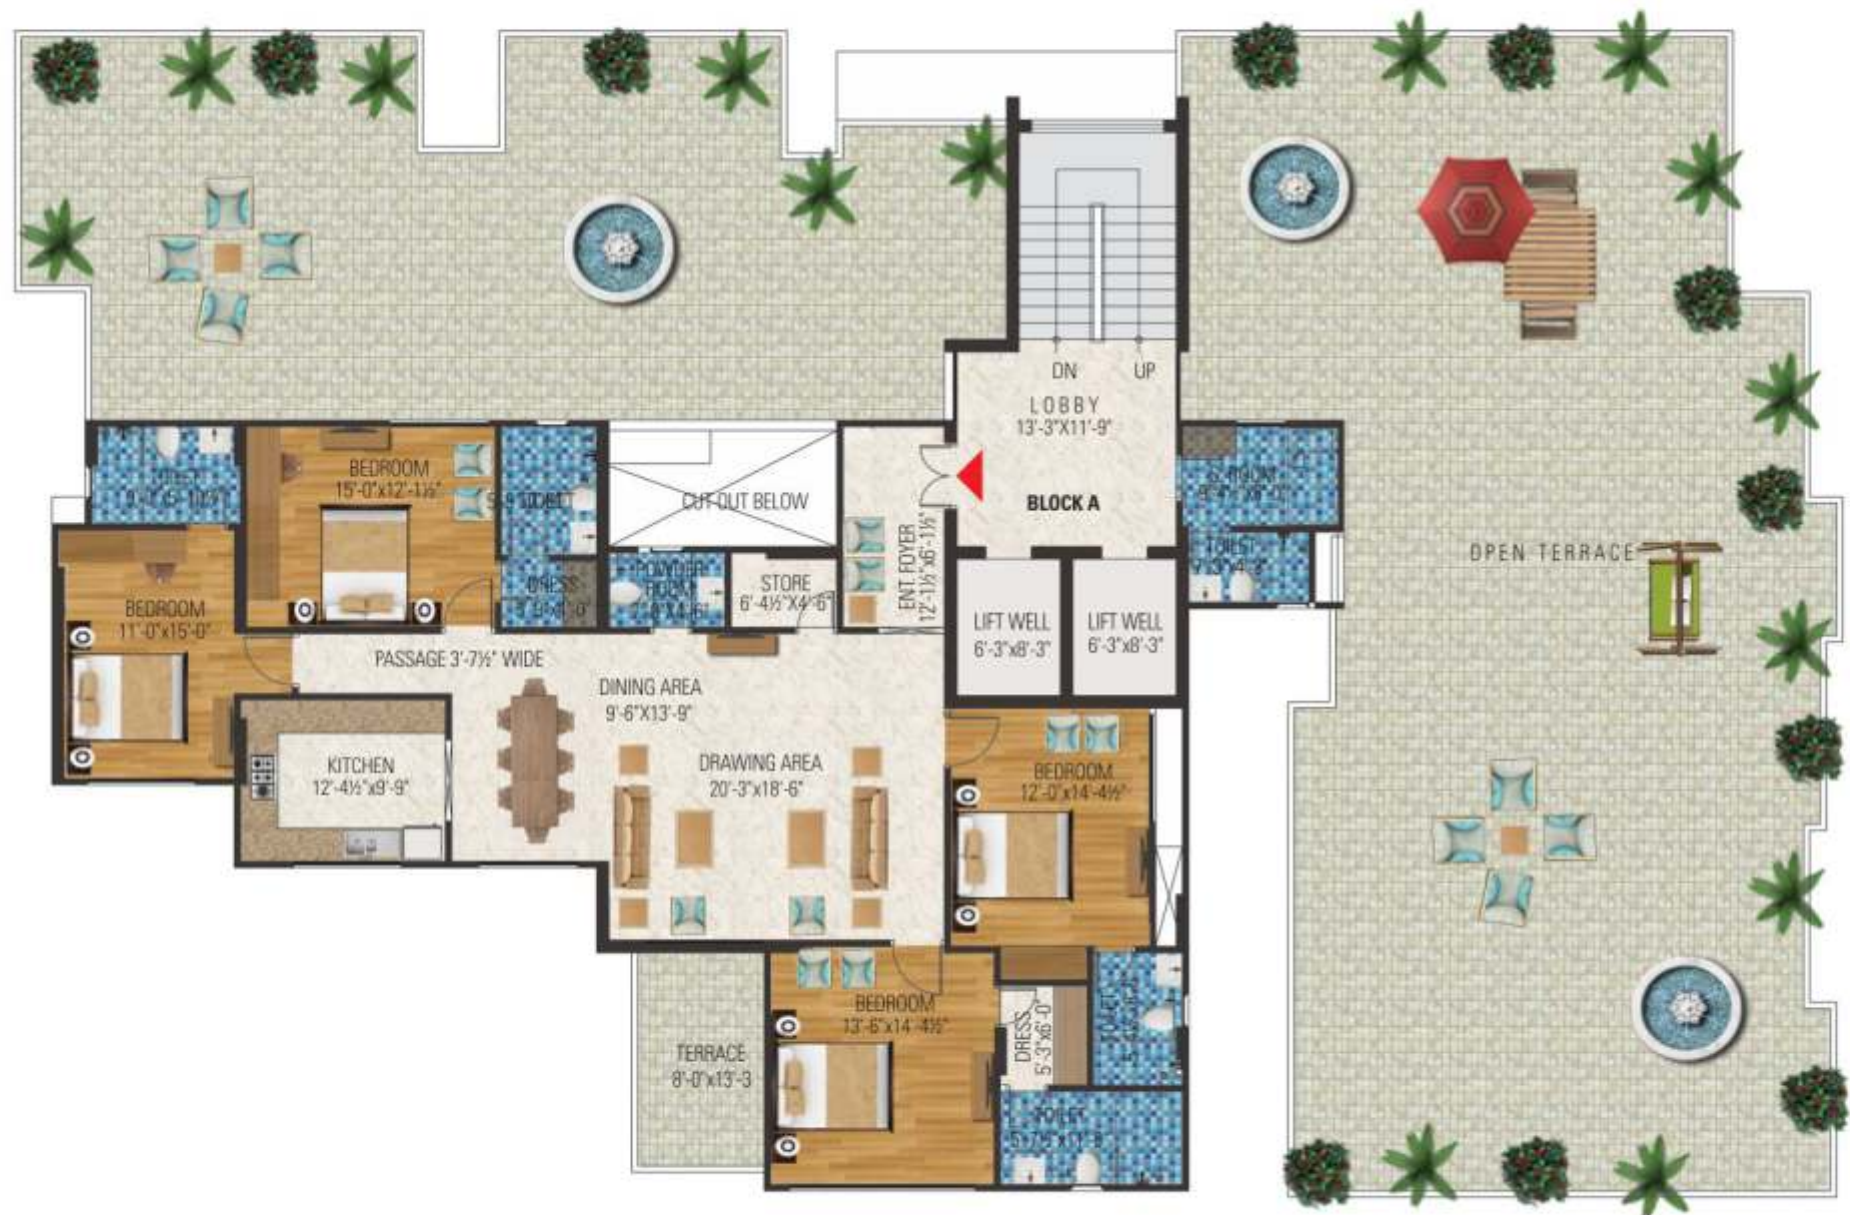 DN
UP
LOBBY
13'-3"X11'-9"
BEDROOM
15'-0"x12'-1½"
CUT OUT BELOW
BLOCK A
ENT. FOYER
12'-1½"x6'-1½"
OPEN TERRACE
TOILET
DRESS
POWDER
ROOM
STORE
6'-4½"X4'-6"
BEDROOM
11'-0"x15'-0"
LIFT WELL
6'-3"x8'-3"
LIFT WELL
6'-3"x8'-3"
PASSAGE 3'-7½" WIDE
DINING AREA
9'-6"X13'-9"
KITCHEN
12'-4½"x9'-9"
DRAWING AREA
20'-3"x18'-6"
BEDROOM
12'-0"x14'-4½"
BEDROOM
13'-6"x14'-4½"
DRESS
5'-3"x6'-0"
TOILET
TERRACE
8'-0"x13'-3
TOILET